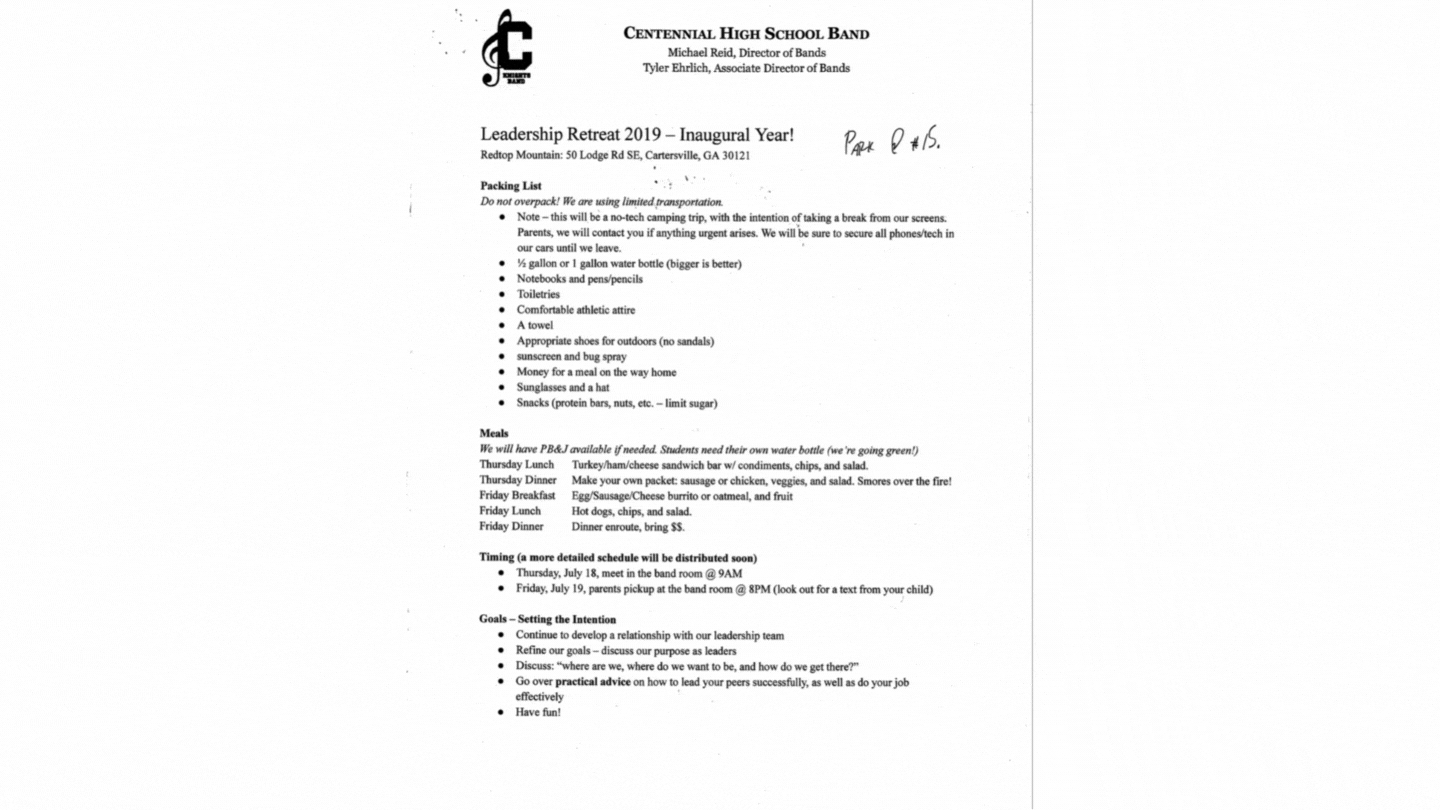 C
KNIGHTS
BAND
CENTENNIAL HIGH SCHOOL BAND
Michael Reid, Director of Bands
Tyler Ehrlich, Associate Director of Bands
Leadership Retreat 2019 – Inaugural Year!
Park @ #15.
Redtop Mountain: 50 Lodge Rd SE, Cartersville, GA 30121
Packing List
Do not overpack! We are using limited transportation.
● Note – this will be a no-tech camping trip, with the intention of taking a break from our screens.
Parents, we will contact you if anything urgent arises. We will be sure to secure all phones/tech in
our cars until we leave.
● ½ gallon or 1 gallon water bottle (bigger is better)
● Notebooks and pens/pencils
● Toiletries
● Comfortable athletic attire
● A towel
● Appropriate shoes for outdoors (no sandals)
● sunscreen and bug spray
● Money for a meal on the way home
● Sunglasses and a hat
● Snacks (protein bars, nuts, etc. – limit sugar)
Meals
We will have PB&J available if needed. Students need their own water bottle (we're going green!)
Thursday Lunch Turkey/ham/cheese sandwich bar w/ condiments, chips, and salad.
Thursday Dinner Make your own packet: sausage or chicken, veggies, and salad. Smores over the fire!
Friday Breakfast Egg/Sausage/Cheese burrito or oatmeal, and fruit
Friday Lunch Hot dogs, chips, and salad.
Friday Dinner Dinner enroute, bring $$.
Timing (a more detailed schedule will be distributed soon)
● Thursday, July 18, meet in the band room @ 9AM
● Friday, July 19, parents pickup at the band room @ 8PM (look out for a text from your child)
Goals – Setting the Intention
● Continue to develop a relationship with our leadership team
● Refine our goals – discuss our purpose as leaders
● Discuss: "where are we, where do we want to be, and how do we get there?"
● Go over practical advice on how to lead your peers successfully, as well as do your job
effectively
● Have fun!